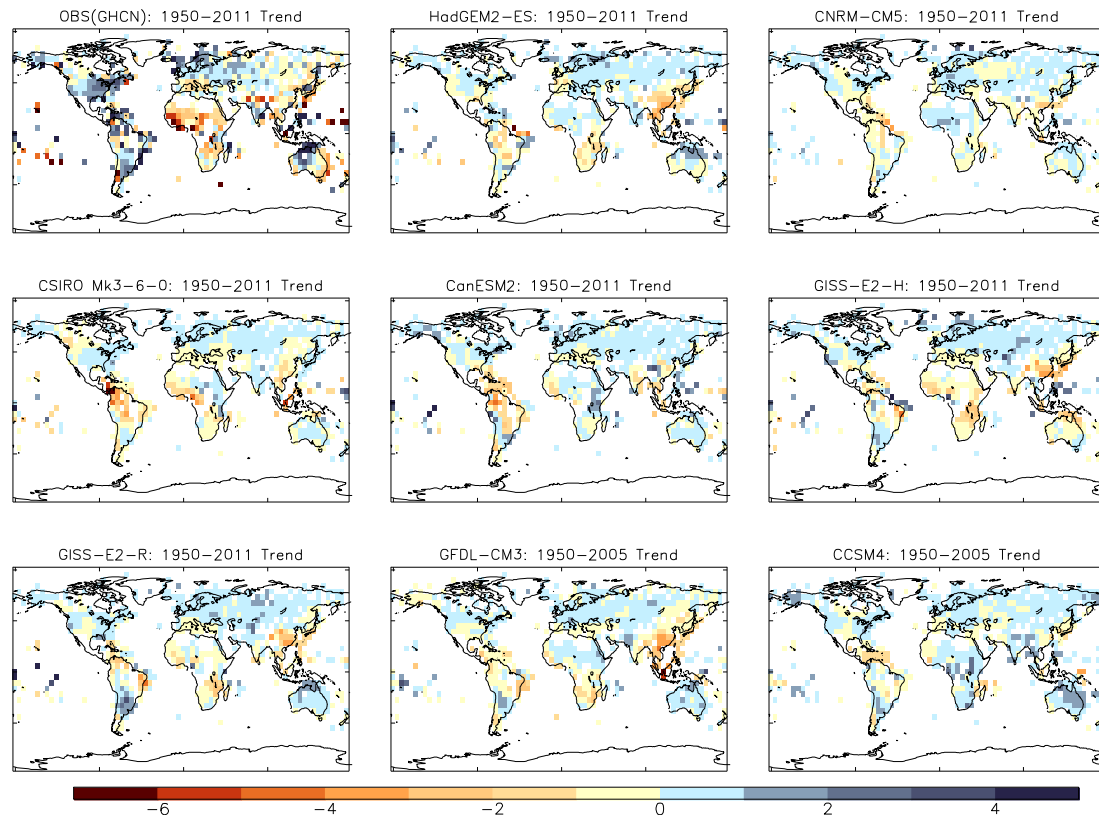 OBS(GHCN): 1950-2011 Trend
HadGEM2-ES: 1950-2011 Trend
CNRM-CM5: 1950-2011 Trend
CSIRO Mk3-6-0: 1950-2011 Trend
CanESM2: 1950-2011 Trend
GISS-E2-H: 1950-2011 Trend
GISS-E2-R: 1950-2011 Trend
GFDL-CM3: 1950-2005 Trend
CCSM4: 1950-2005 Trend
-6 -4 -2 0 2 4